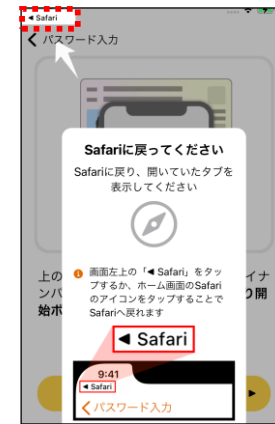 ◀ Safari
パスワード入力
Safariに戻ってください
Safariに戻り、開いていたタブを
表示してください
上の
イナ
ンバ
り開
始ボ
画面左上の「◀ Safari」をタッ
プするか、ホーム画面のSafari
のアイコンをタップすることで
Safariへ戻れます
◀ Safari
9:41
◀ Safari
パスワード入力